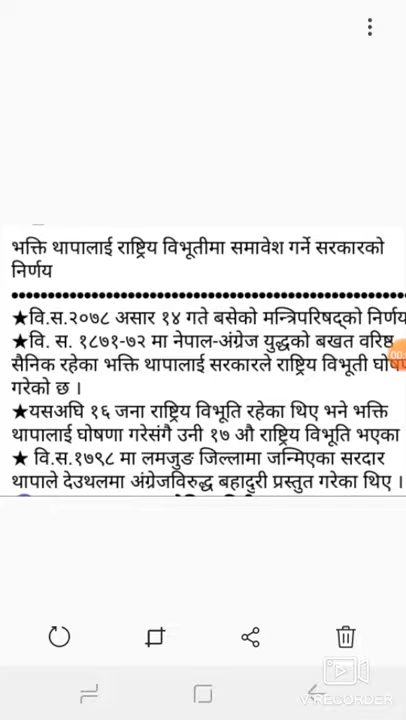 भक्ति थापालाई राष्ट्रिय विभूतीमा समावेश गर्ने सरकारको
निर्णय
★वि.स.२०७८ असार १४ गते बसेको मन्त्रिपरिषद्को निर्णय
★वि. स. १८७१-७२ मा नेपाल-अंग्रेज युद्धको बखत वरिष्ठ
सैनिक रहेका भक्ति थापालाई सरकारले राष्ट्रिय विभूती
गरेको छ ।
★यसअघि १६ जना राष्ट्रिय विभूति रहेका थिए भने भक्ति
थापालाई घोषणा गरेसंगै उनी १७ औ राष्ट्रिय विभूति भएका
★ वि.स.१७९८ मा लमजुङ जिल्लामा जन्मिएका सरदार
थापाले देउथलमा अंग्रेजविरुद्ध बहादुरी प्रस्तुत गरेका थिए ।
V RECORDER